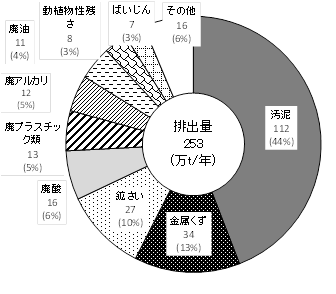 排出量
253
(万t/年)
汚泥
112
(44%)
金属くず
34
(13%)
鉱さい
27
(10%)
廃酸
16
(6%)
廃プラスチッ
ク類
13
(5%)
廃アルカリ
12
(5%)
廃油
11
(4%)
動植物性残
さ
8
(3%)
ばいじん
7
(3%)
その他
16
(6%)